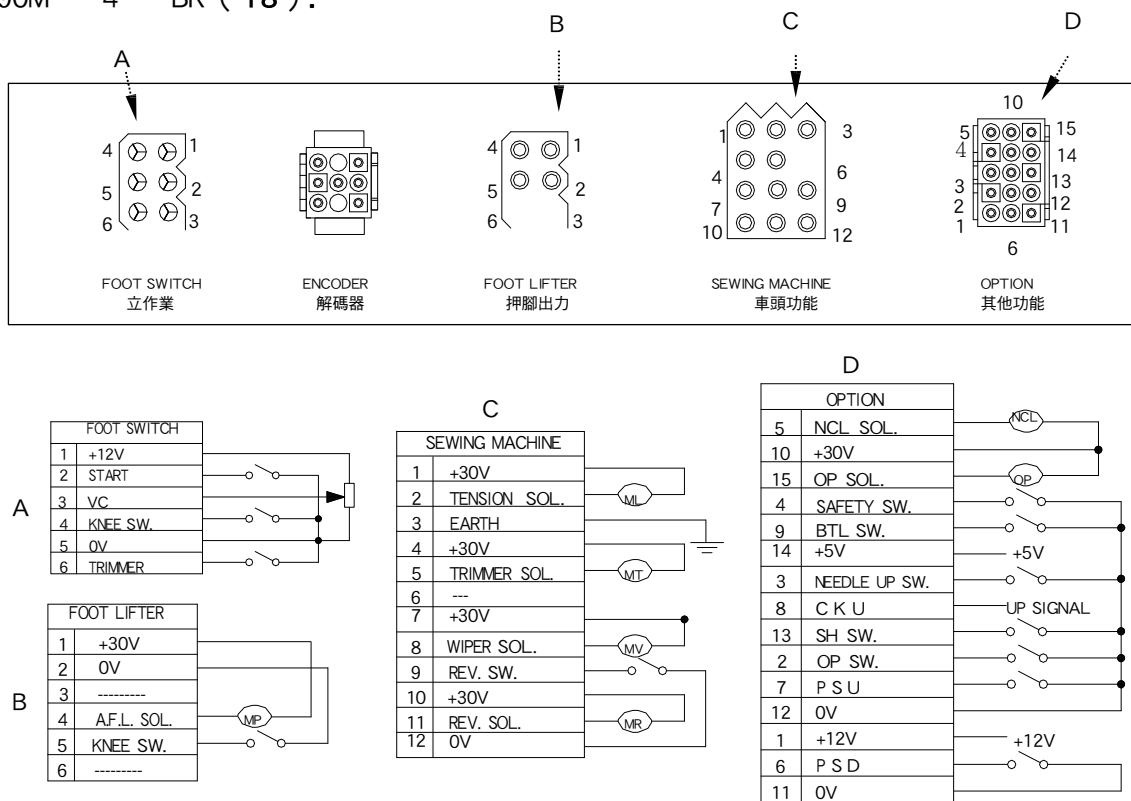 00M 4 BR ( 18 ) .
A B C D
4 1
5 2
6 3
FOOT SWITCH
立作業
ENCODER
解碼器
4 1
5 2
6 3
FOOT LIFTER
押腳出力
1 3
4 6
7 9
10 12
SEWING MACHINE
車頭功能
10
5 15
4 14
3 13
2 12
1 11
6
OPTION
其他功能
A
FOOT SWITCH
1 +12V
2 START
3 VC
4 KNEE SW.
5 0V
6 TRIMMER
B
FOOT LIFTER
1 +30V
2 0V
3 ---------
4 A.F.L. SOL. MP
5 KNEE SW.
6 ---------
C
SEWING MACHINE
1 +30V
2 TENSION SOL. ML
3 EARTH
4 +30V
5 TRIMMER SOL. MT
6 ---
7 +30V
8 WIPER SOL. MV
9 REV. SW.
10 +30V
11 REV. SOL. MR
12 0V
D
OPTION
5 NCL SOL. NCL
10 +30V
15 OP SOL. OP
4 SAFETY SW.
9 BTL SW.
14 +5V +5V
3 NEEDLE UP SW.
8 C K U UP SIGNAL
13 SH SW.
2 OP SW.
7 P S U
12 0V
1 +12V +12V
6 P S D
11 0V